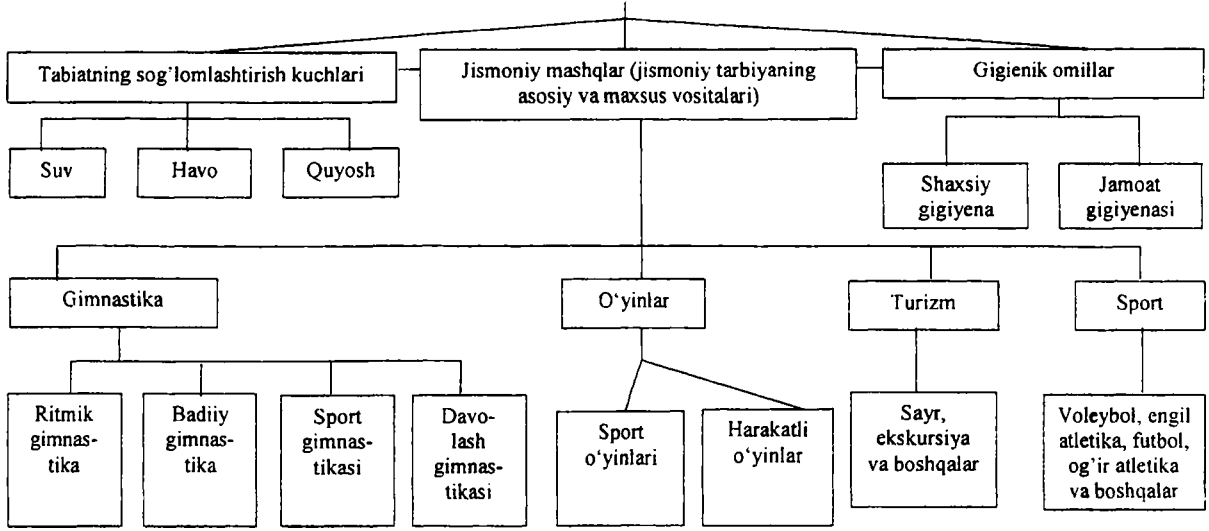 Tabiatning sog'lomlashtirish kuchlari
Jismoniy mashqlar (jismoniy tarbiyaning
asosiy va maxsus vositalari)
Gigienik omillar
Suv
Havo
Quyosh
Shaxsiy
gigiyena
Jamoat
gigiyenasi
Gimnastika
O‘yinlar
Turizm
Sport
Ritmik
gimnas-
tika
Badiiy
gimnas-
tika
Sport
gimnas-
tikasi
Davo-
lash
gimnas-
tikasi
Sport
o‘yinlari
Harakatli
o‘yinlar
Sayr,
ekskursiya
va boshqalar
Voleybol, engil
atletika, futbol,
og'ir atletika
va boshqalar